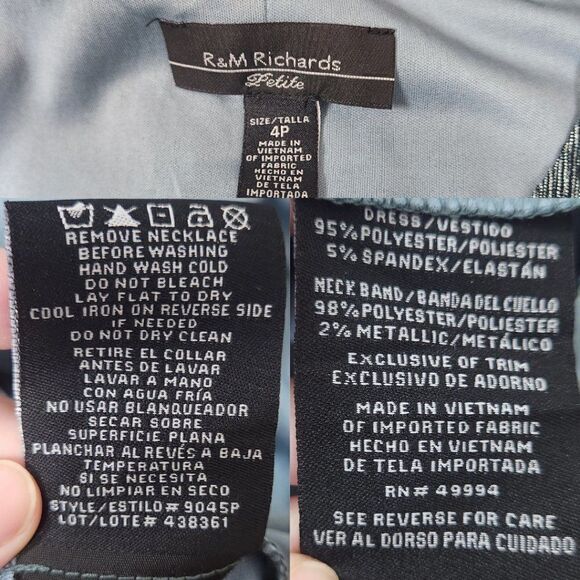 R&M Richards
Petite
SIZE/TALLA
4P
MADE IN
VIETNAM
OF IMPORTED
FABRIC
HECHO EN
VIETNAM
DE TELA
IMPORTADA
REMOVE NECKLACE
BEFORE WASHING
HAND WASH COLD
DO NOT BLEACH
LAY FLAT TO DRY
COOL IRON ON REVERSE SIDE
IF NEEDED
DO NOT DRY CLEAN
RETIRE EL COLLAR
ANTES DE LAVAR
LAVAR A MANO
CON AGUA FRÍA
NO USAR BLANQUEADOR
SECAR SOBRE
SUPERFICIE PLANA
PLANCHAR AL REVÉS A BAJA
TEMPERATURA
SI SE NECESITA
NO LIMPIAR EN SECO
STYLE/ESTILO# 9045P
LOT/LOTE# 438361
DRESS/VESTIDO
95% POLYESTER/POLIÉSTER
5% SPANDEX/ELASTÁN
NECK BAND/BANDA DEL CUELLO
98% POLYESTER/POLIÉSTER
2% METALLIC/METÁLICO
EXCLUSIVE OF TRIM
EXCLUSIVO DE ADORNO
MADE IN VIETNAM
OF IMPORTED FABRIC
HECHO EN VIETNAM
DE TELA IMPORTADA
RN# 49994
SEE REVERSE FOR CARE
VER AL DORSO PARA CUIDADO